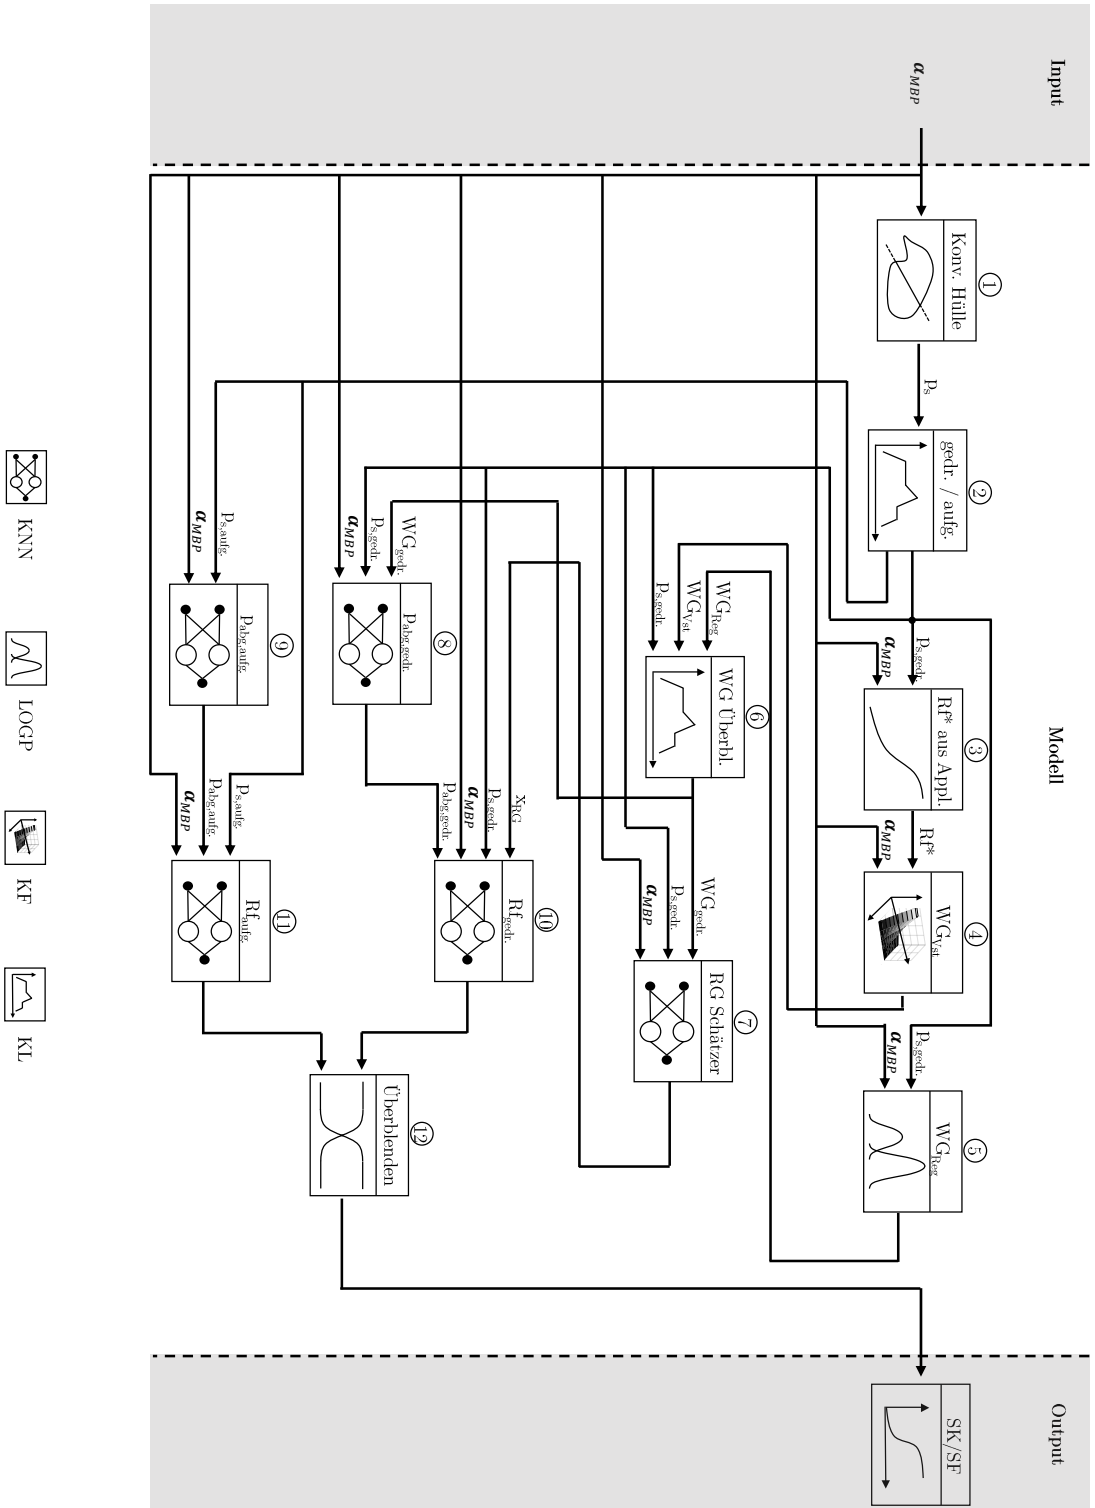 Input
Modell
Output
α_MBP
1
Konv. Hülle
p_s
2
gedr. / aufg.
p_s,gedr.
α_MBP
3
Rf* aus Appl.
Rf*
α_MBP
4
WG_Vst
p_s,gedr.
α_MBP
5
WG_Reg
SK/SF
WG_Reg
WG_Vst
p_s,gedr.
6
WG Überbl.
WG_gedr.
p_s,gedr.
α_MBP
7
RG Schätzer
WG_gedr.
p_s,gedr.
α_MBP
8
p_abg,gedr.
x_RG
p_s,gedr.
α_MBP
p_abg,gedr.
10
Rf_gedr.
12
Überblenden
p_s,aufg.
α_MBP
9
p_abg,aufg.
p_s,aufg.
p_abg,aufg.
α_MBP
11
Rf_aufg.
KNN
LOGP
KF
KL